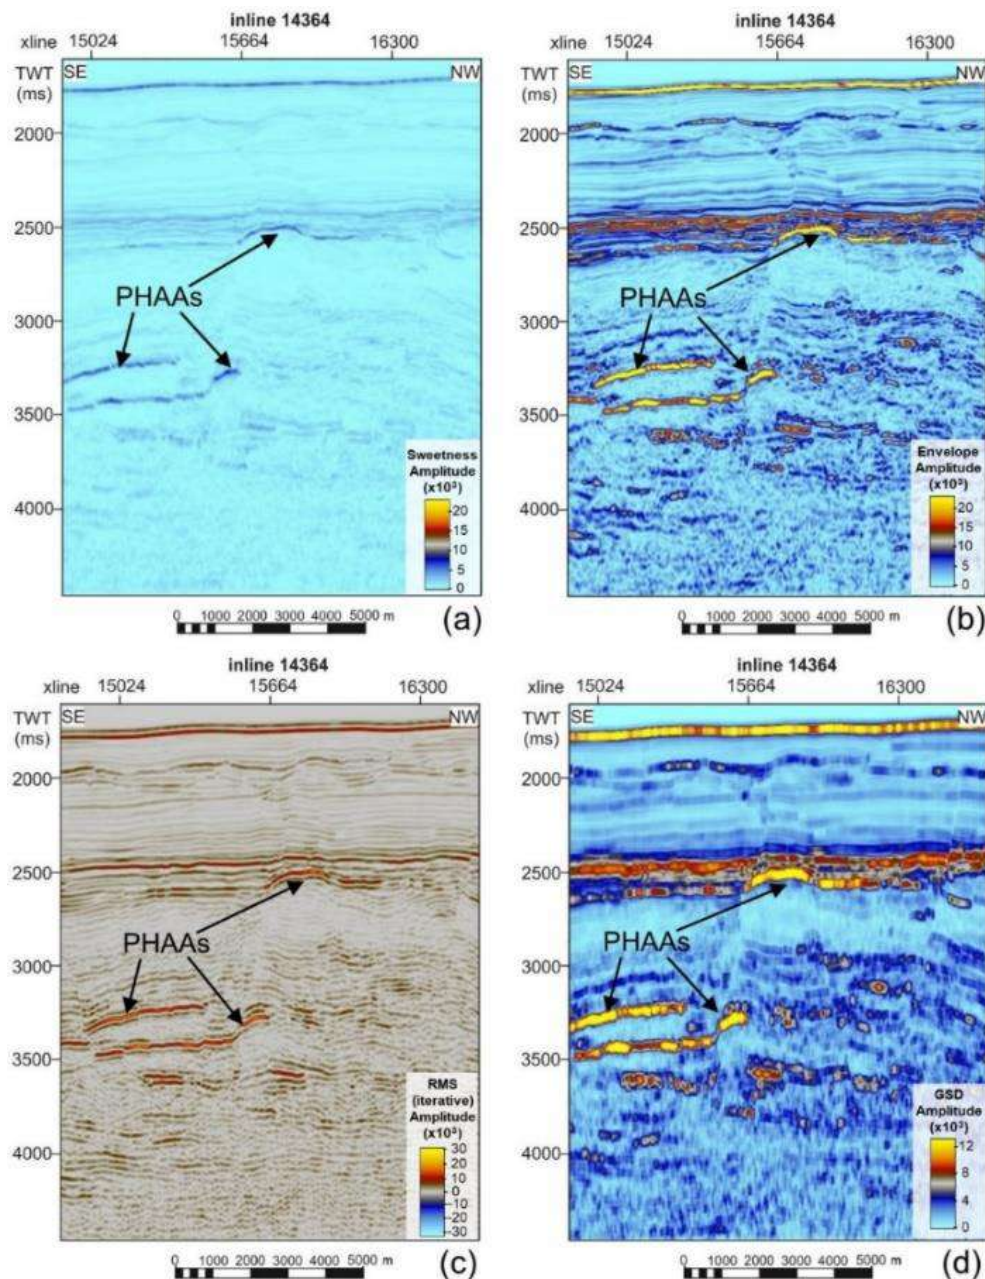 inline 14364
xline 15024 15664 16300
TWT (ms) SE NW
2000
2500
PHAAs
3000
3500
Sweetness
Amplitude
(x10³)
20
15
10
5
0
4000
0 1000 2000 3000 4000 5000 m
(a)
inline 14364
xline 15024 15664 16300
TWT (ms) SE NW
2000
2500
PHAAs
3000
3500
Envelope
Amplitude
(x10³)
20
15
10
5
0
4000
0 1000 2000 3000 4000 5000 m
(b)
inline 14364
xline 15024 15664 16300
TWT (ms) SE NW
2000
2500
PHAAs
3000
3500
RMS
(iterative)
Amplitude
(x10³)
30
20
10
0
-10
-20
-30
4000
0 1000 2000 3000 4000 5000 m
(c)
inline 14364
xline 15024 15664 16300
TWT (ms) SE NW
2000
2500
PHAAs
3000
3500
GSD
Amplitude
(x10³)
12
8
4
0
4000
0 1000 2000 3000 4000 5000 m
(d)